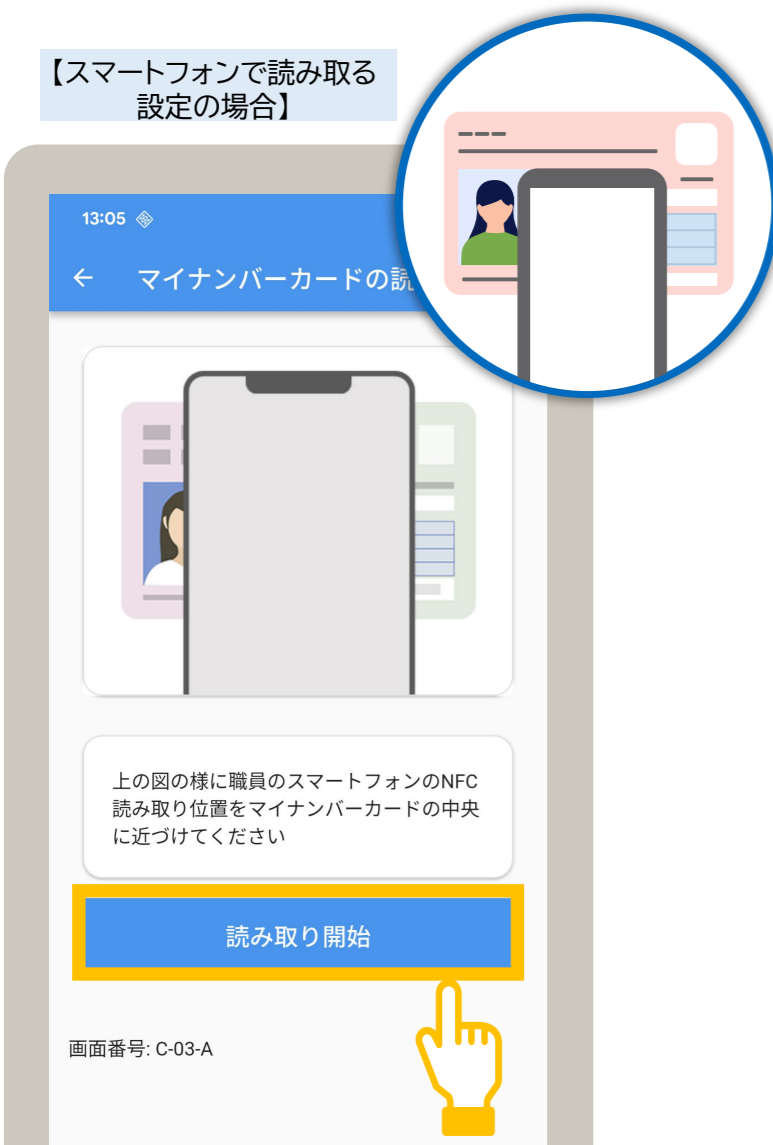 【スマートフォンで読み取る
設定の場合】
13:05
← マイナンバーカードの読
上の図の様に職員のスマートフォンのNFC
読み取り位置をマイナンバーカードの中央
に近づけてください
読み取り開始
画面番号: C-03-A